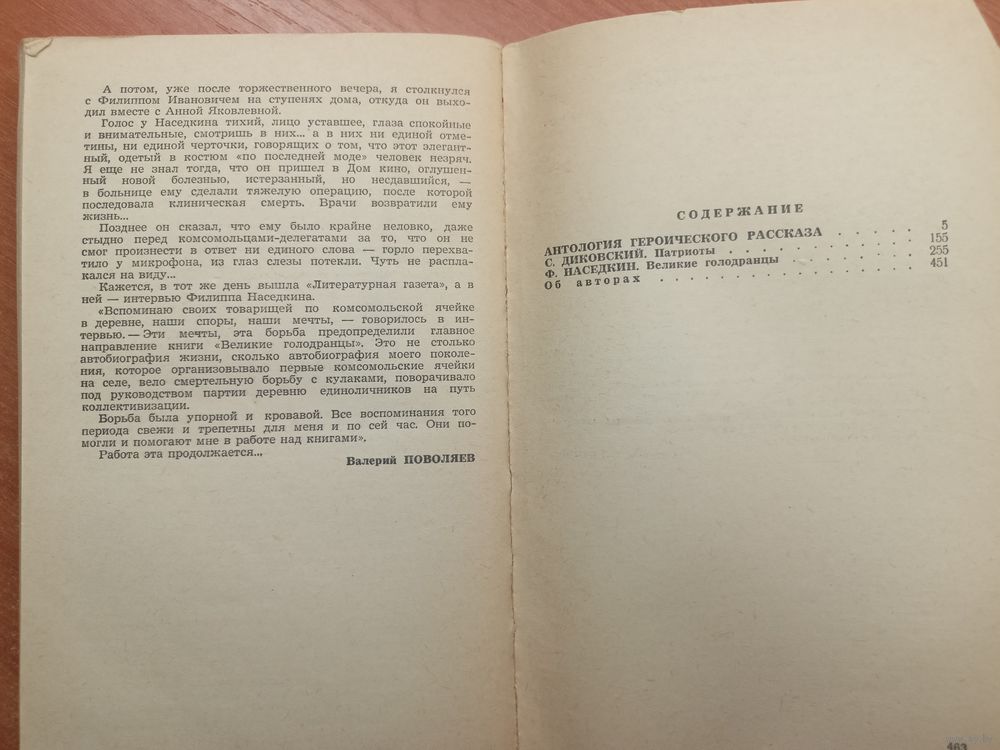 А потом, уже после торжественного вечера, я столкнулся
с Филиппом Ивановичем на ступенях дома, откуда он выхо-
дил вместе с Анной Яковлевной.
Голос у Наседкина тихий, лицо уставшее, глаза спокойные
и внимательные, смотришь в них... а в них ни единой отме-
тины, ни единой черточки, говорящих о том, что этот элегант-
ный, одетый в костюм «по последней моде» человек незряч.
Я еще не знал тогда, что он пришел в Дом кино, оглушен-
ный новой болезнью, истерзанный, но несдавшийся, —
в больнице ему сделали тяжелую операцию, после которой
последовала клиническая смерть. Врачи возвратили ему
жизнь...
Позднее он сказал, что ему было крайне неловко, даже
стыдно перед комсомольцами-делегатами за то, что он не
смог произнести в ответ ни единого слова — горло перехва-
тило у микрофона, из глаз слезы потекли. Чуть не распла-
кался на виду...
Кажется, в тот же день вышла «Литературная газета», а в
ней — интервью Филиппа Наседкина.
«Вспоминаю своих товарищей по комсомольской ячейке
в деревне, наши споры, наши мечты, — говорилось в ин-
тервью. — Эти мечты, эта борьба предопределили главное
направление книги «Великие голодранцы». Это не столько
автобиография жизни, сколько автобиография моего поколе-
ния, которое организовывало первые комсомольские ячейки
на селе, вело смертельную борьбу с кулаками, поворачивало
под руководством партии деревню единоличников на путь
коллективизации.
Борьба была упорной и кровавой. Все воспоминания того
периода свежи и трепетны для меня и по сей час. Они по-
могли и помогают мне в работе над книгами».
Работа эта продолжается...
Валерий ПОВОЛЯЕВ
СОДЕРЖАНИЕ
АНТОЛОГИЯ ГЕРОИЧЕСКОГО РАССКАЗА . . . . . 5
С. ДИКОВСКИЙ. Патриоты . . . . . . . . . . 155
Ф. НАСЕДКИН. Великие голодранцы . . . . . . . 255
Об авторах . . . . . . . . . . . . . . 451
463